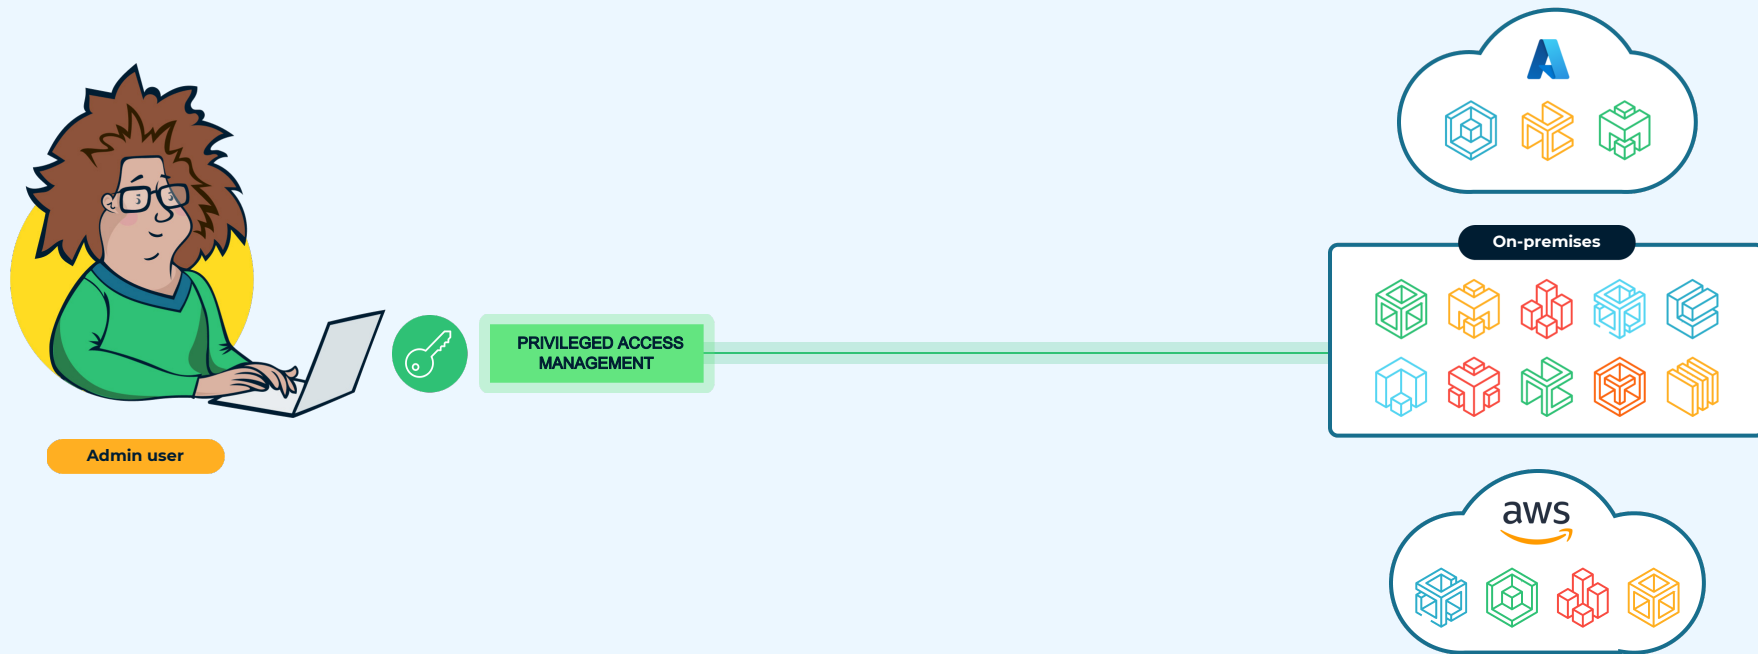 On-premises
PRIVILEGED ACCESS
MANAGEMENT
Admin user
aws